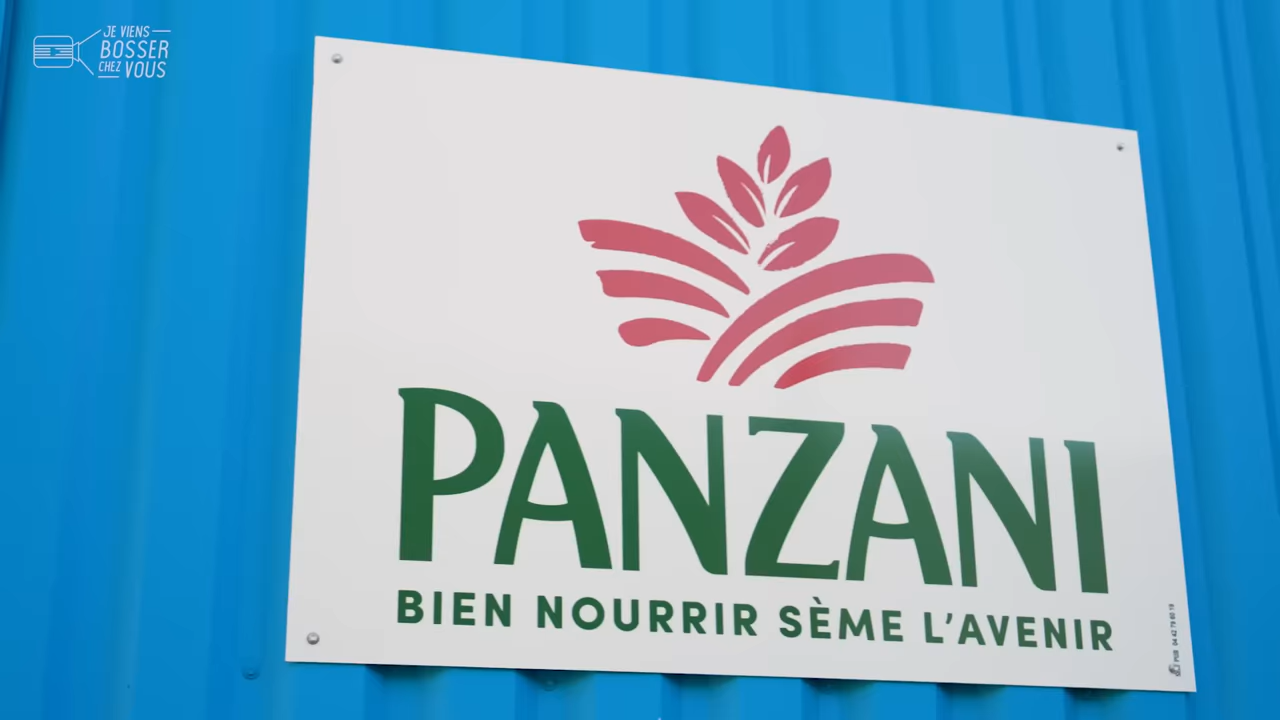 JE VIENS
BOSSER
CHEZ VOUS
PANZANI
BIEN NOURRIR SÈME L'AVENIR